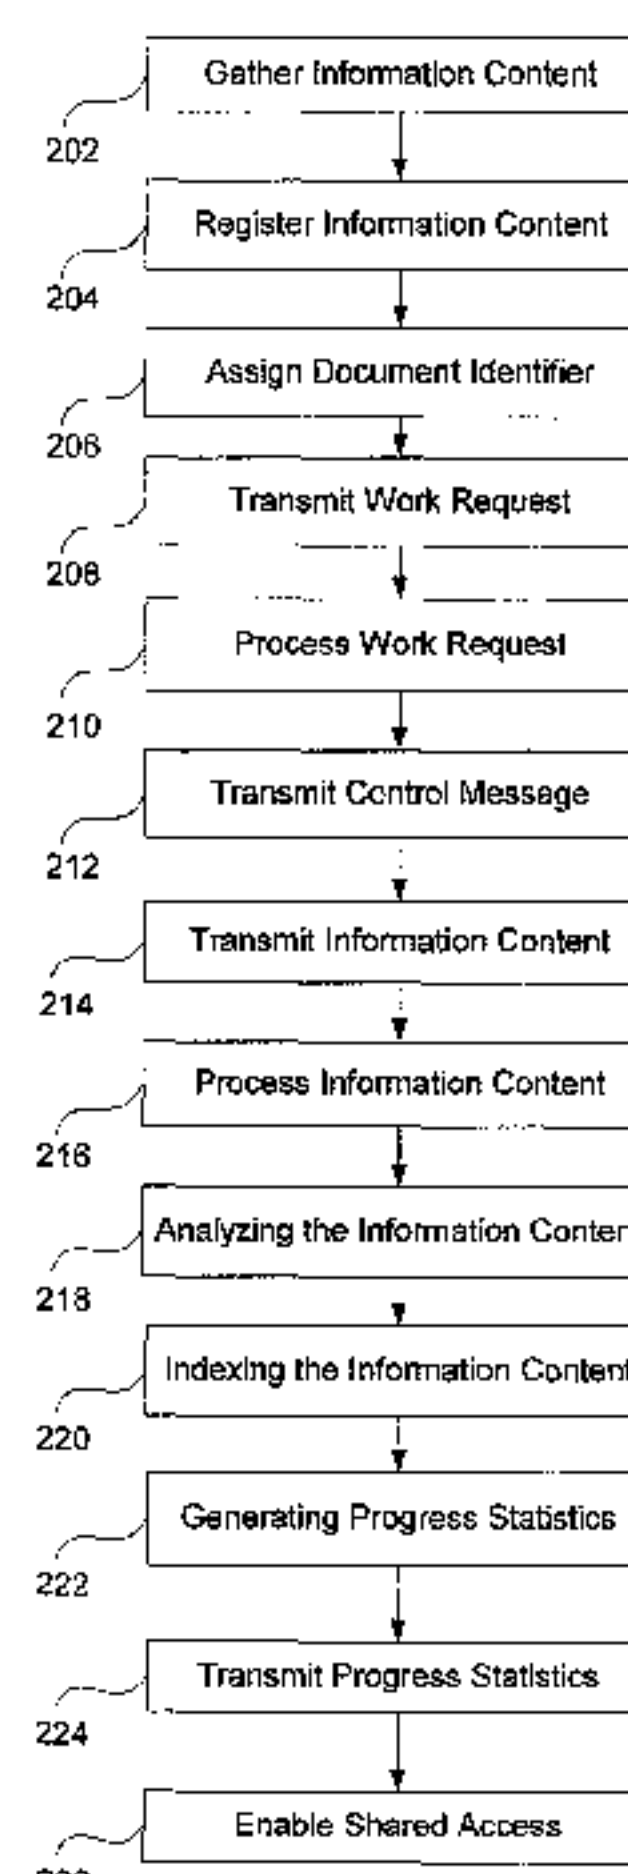 Gather Information Content
202
Register Information Content
204
Assign Document Identifier
206
Transmit Work Request
208
Process Work Request
210
Transmit Control Message
212
Transmit Information Content
214
Process Information Content
216
Analyzing the Information Conten
218
Indexing the Information Content
220
Generating Progress Statistics
222
Transmit Progress Statistics
224
Enable Shared Access